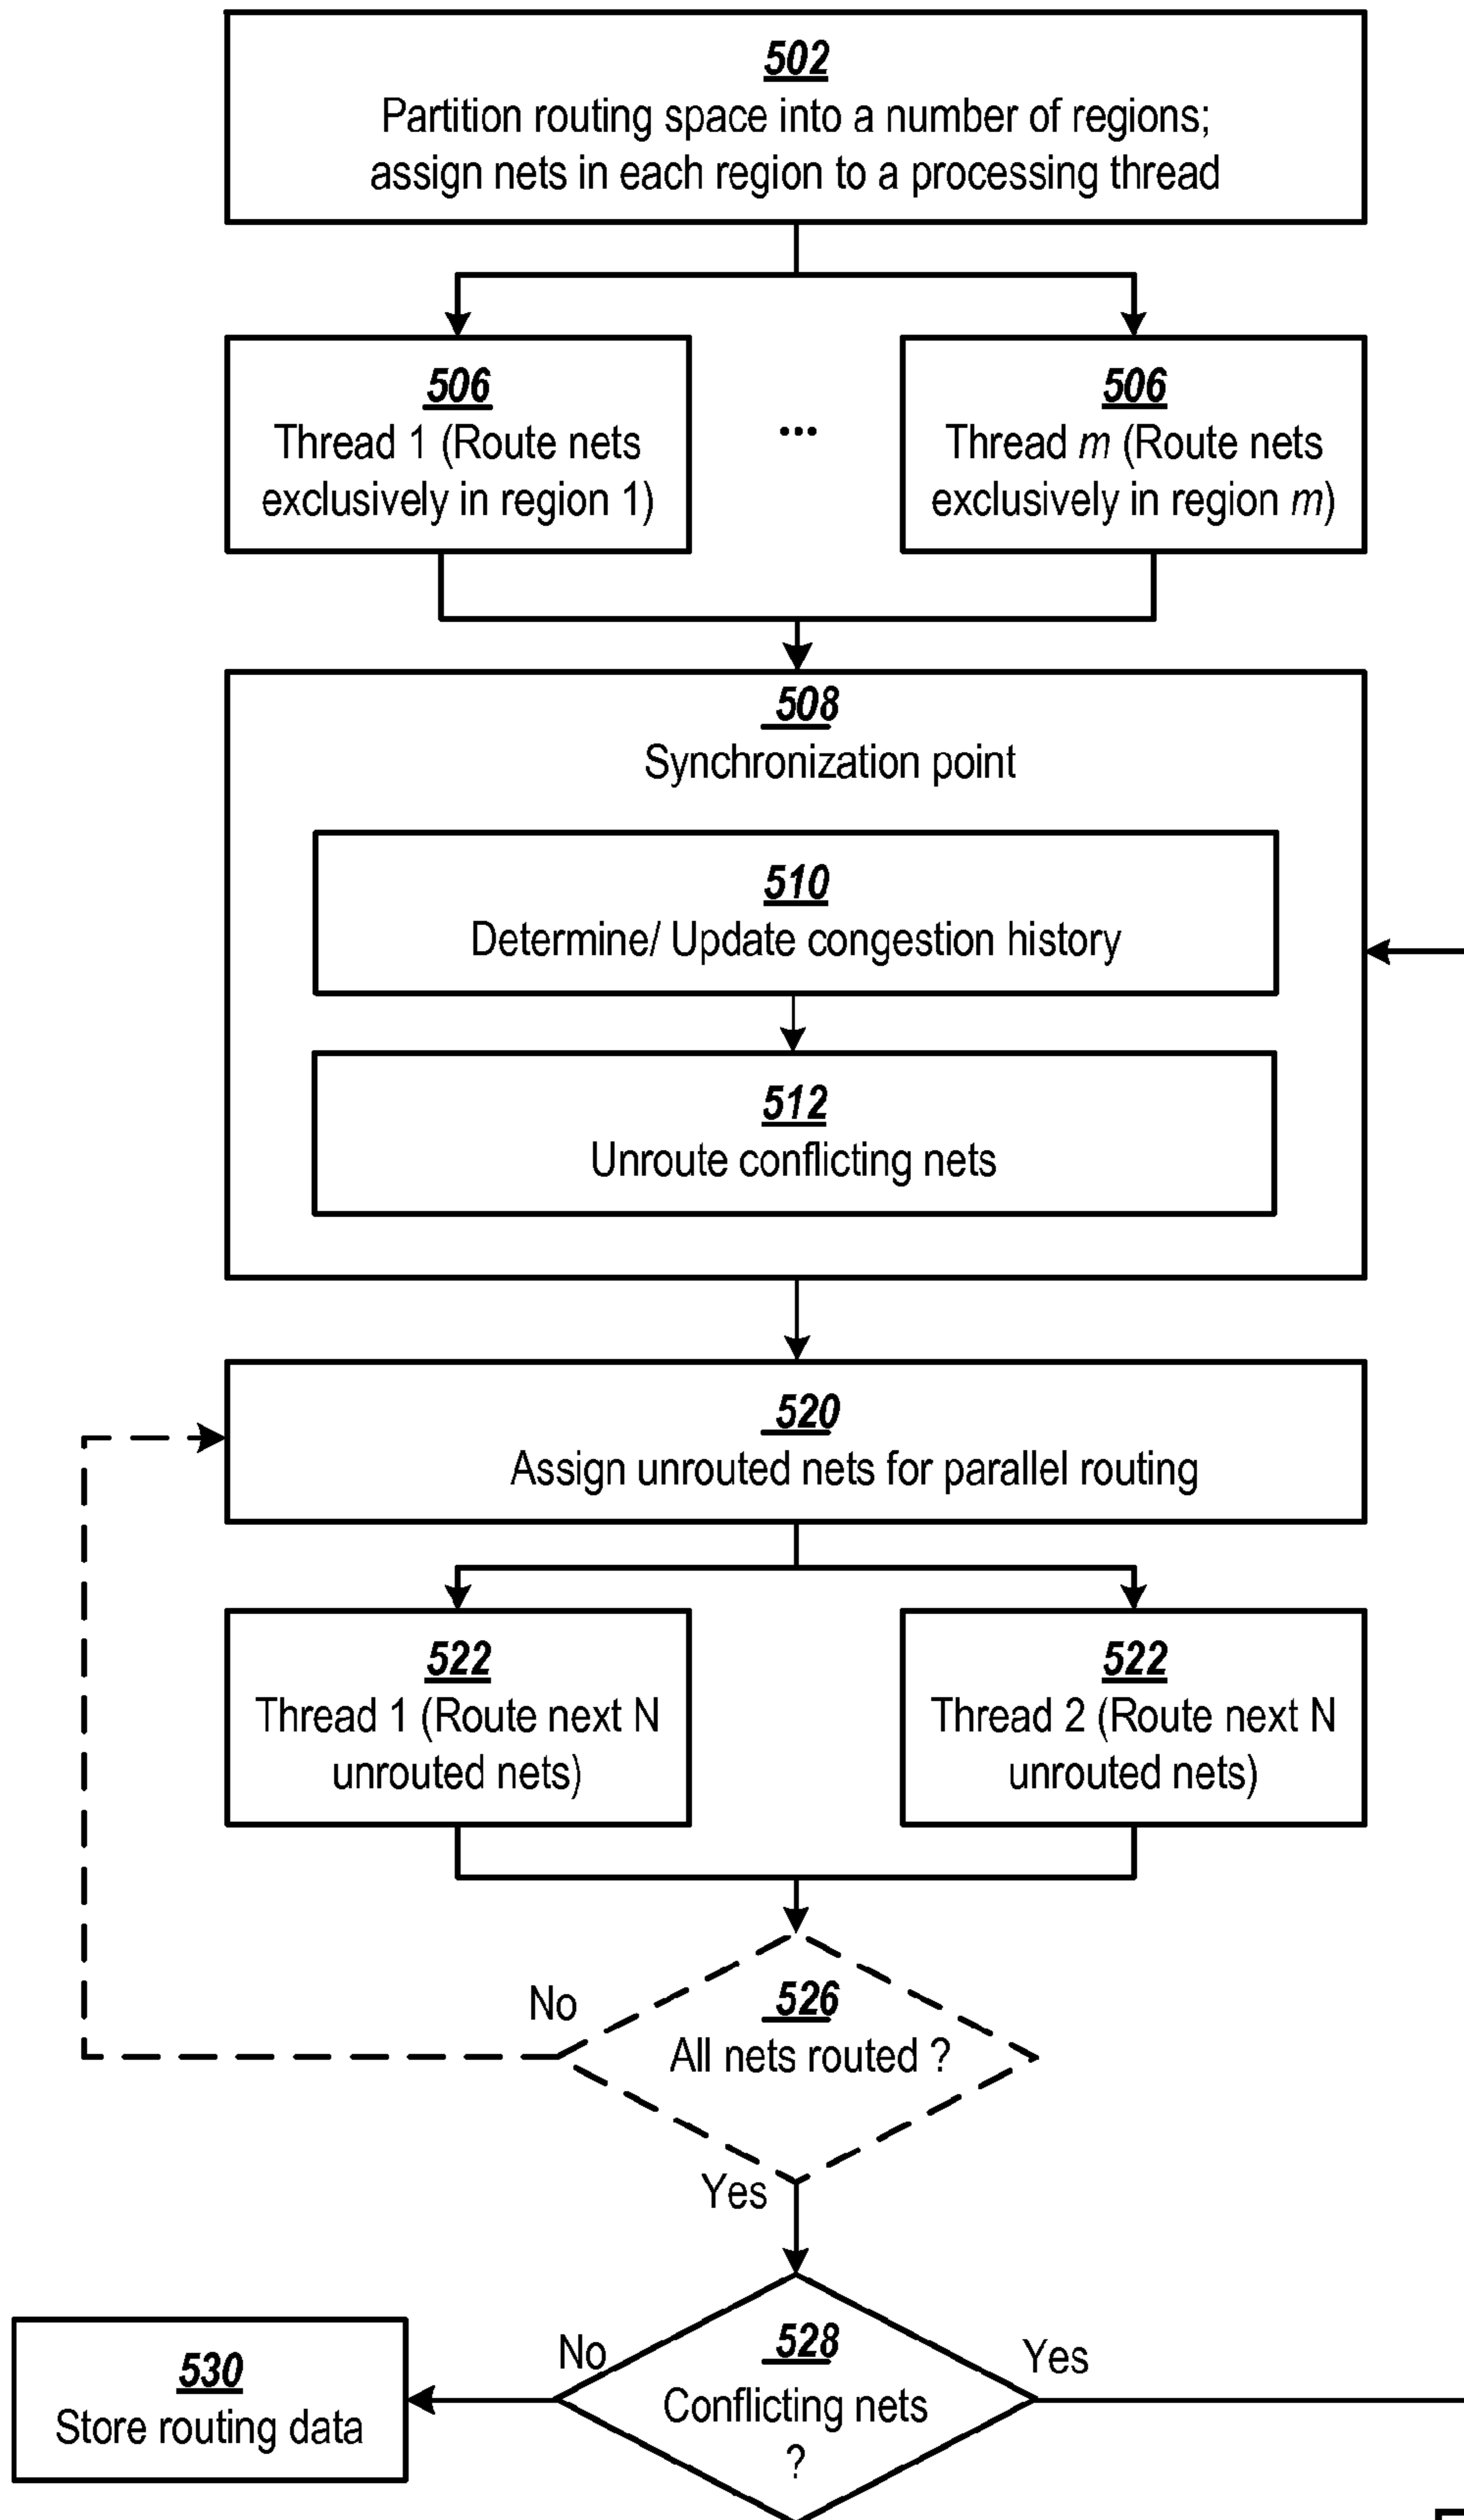 502
Partition routing space into a number of regions;
assign nets in each region to a processing thread
506
Thread 1 (Route nets
exclusively in region 1)
...
506
Thread m (Route nets
exclusively in region m)
508
Synchronization point
510
Determine/ Update congestion history
512
Unroute conflicting nets
520
Assign unrouted nets for parallel routing
522
Thread 1 (Route next N
unrouted nets)
522
Thread 2 (Route next N
unrouted nets)
No
526
All nets routed ?
Yes
530
Store routing data
No
528
Conflicting nets
?
Yes